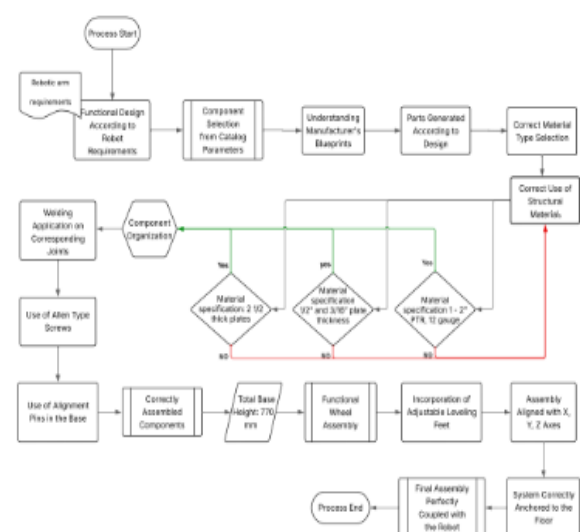 Process Start
Robotic arm
requirements
Functional Design
According to
Robot
Requirements
Component
Selection
from Catalog
Parameters
Understanding
Manufacturer's
Blueprints
Parts Generated
According to
Design
Correct Material
Type Selection
Correct Use of
Structural
Materials
Welding
Application on
Corresponding
Joints
Component
Organization
Yes
yes
Yes
Material
specification: 2 1/2
thick plates
Material
specification
1/2" and 3/16" plate
thickness
Material
specification 1 - 2"
PTR, 12 gauge
NO
NO
NO
Use of Allen Type
Screws
Use of Alignment
Pins in the Base
Correctly
Assembled
Components
Total Base
Height: 770
mm
Functional
Wheel
Assembly
Incorporation of
Adjustable Leveling
Feet
Assembly
Aligned with X,
Y, Z Axes
System Correctly
Anchored to the
Floor
Final Assembly
Perfectly
Coupled with
the Robot
Process End